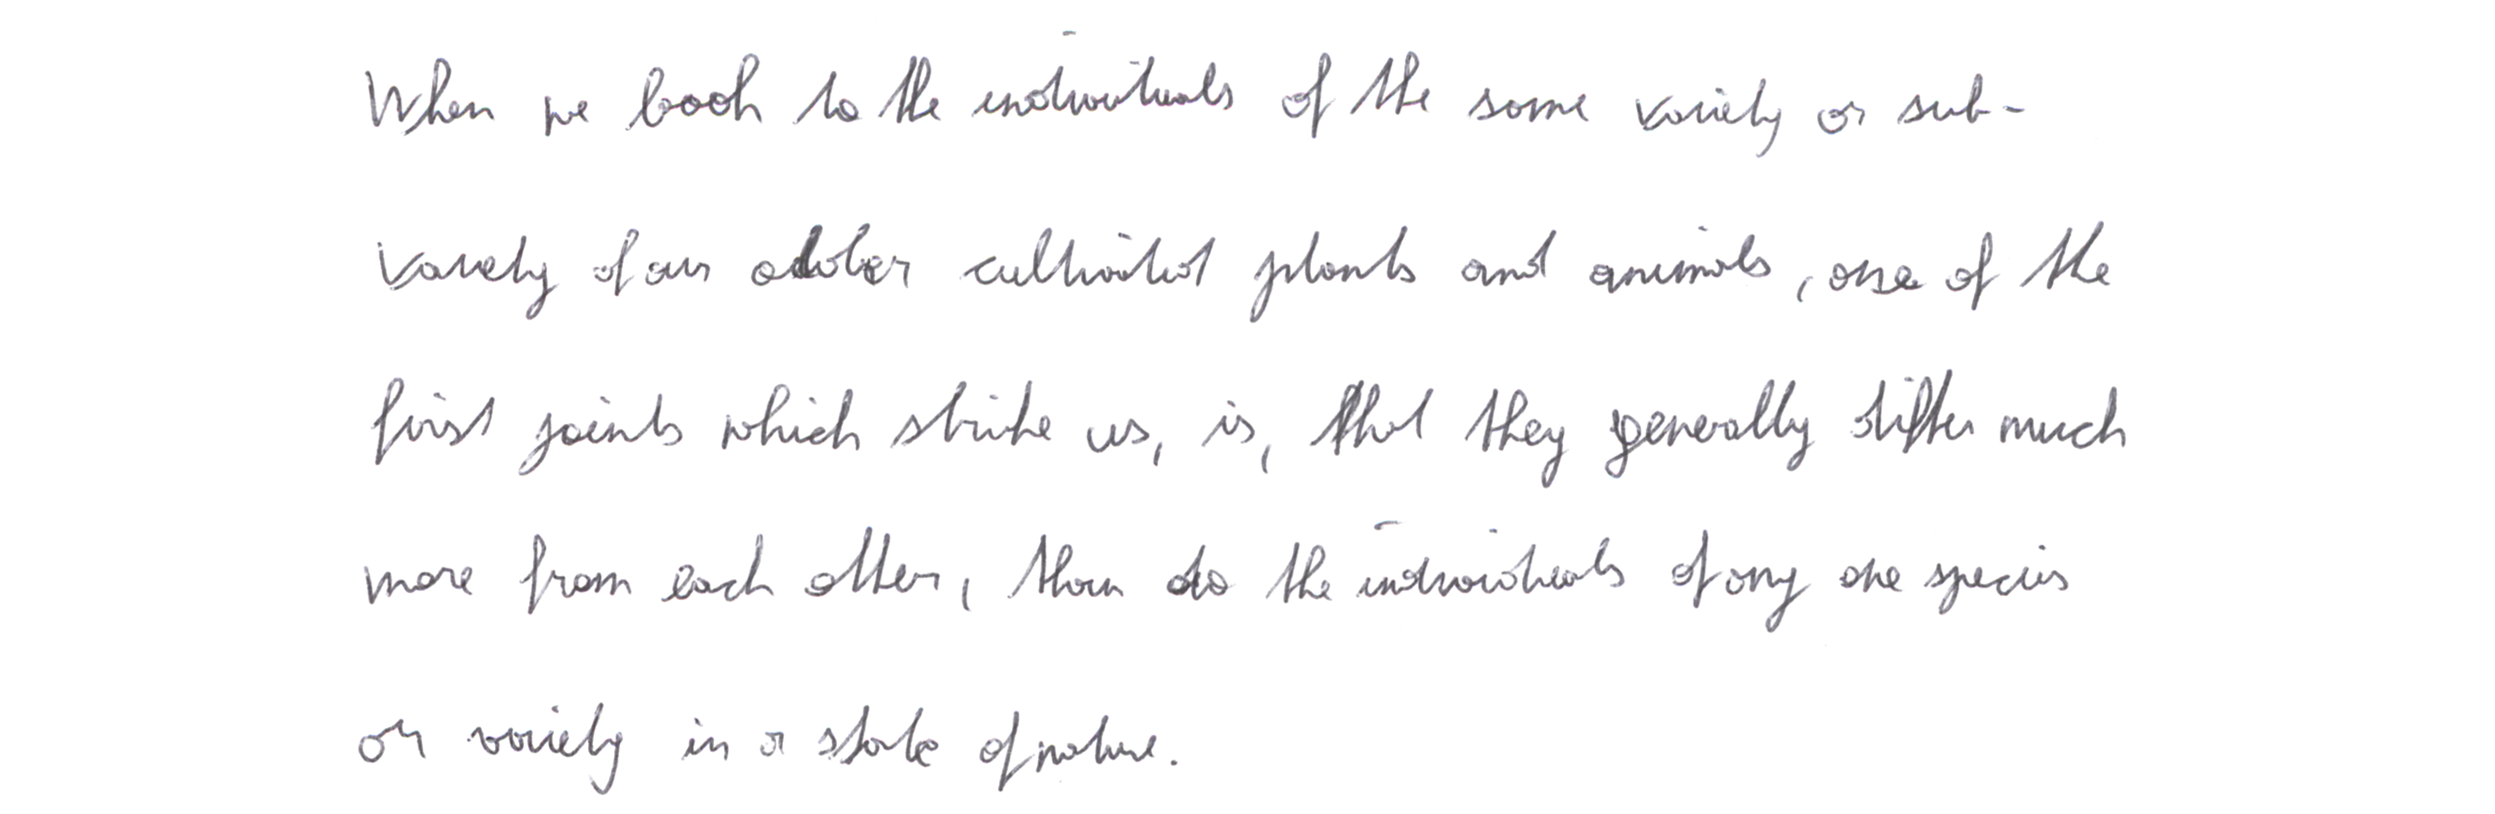 When we look to the individuals of the same variety or sub-
variety of our older cultivated plants and animals, one of the
first points which strike us, is, that they generally differ much
more from each other, than do the individuals of any one species
or variety in a state of nature.